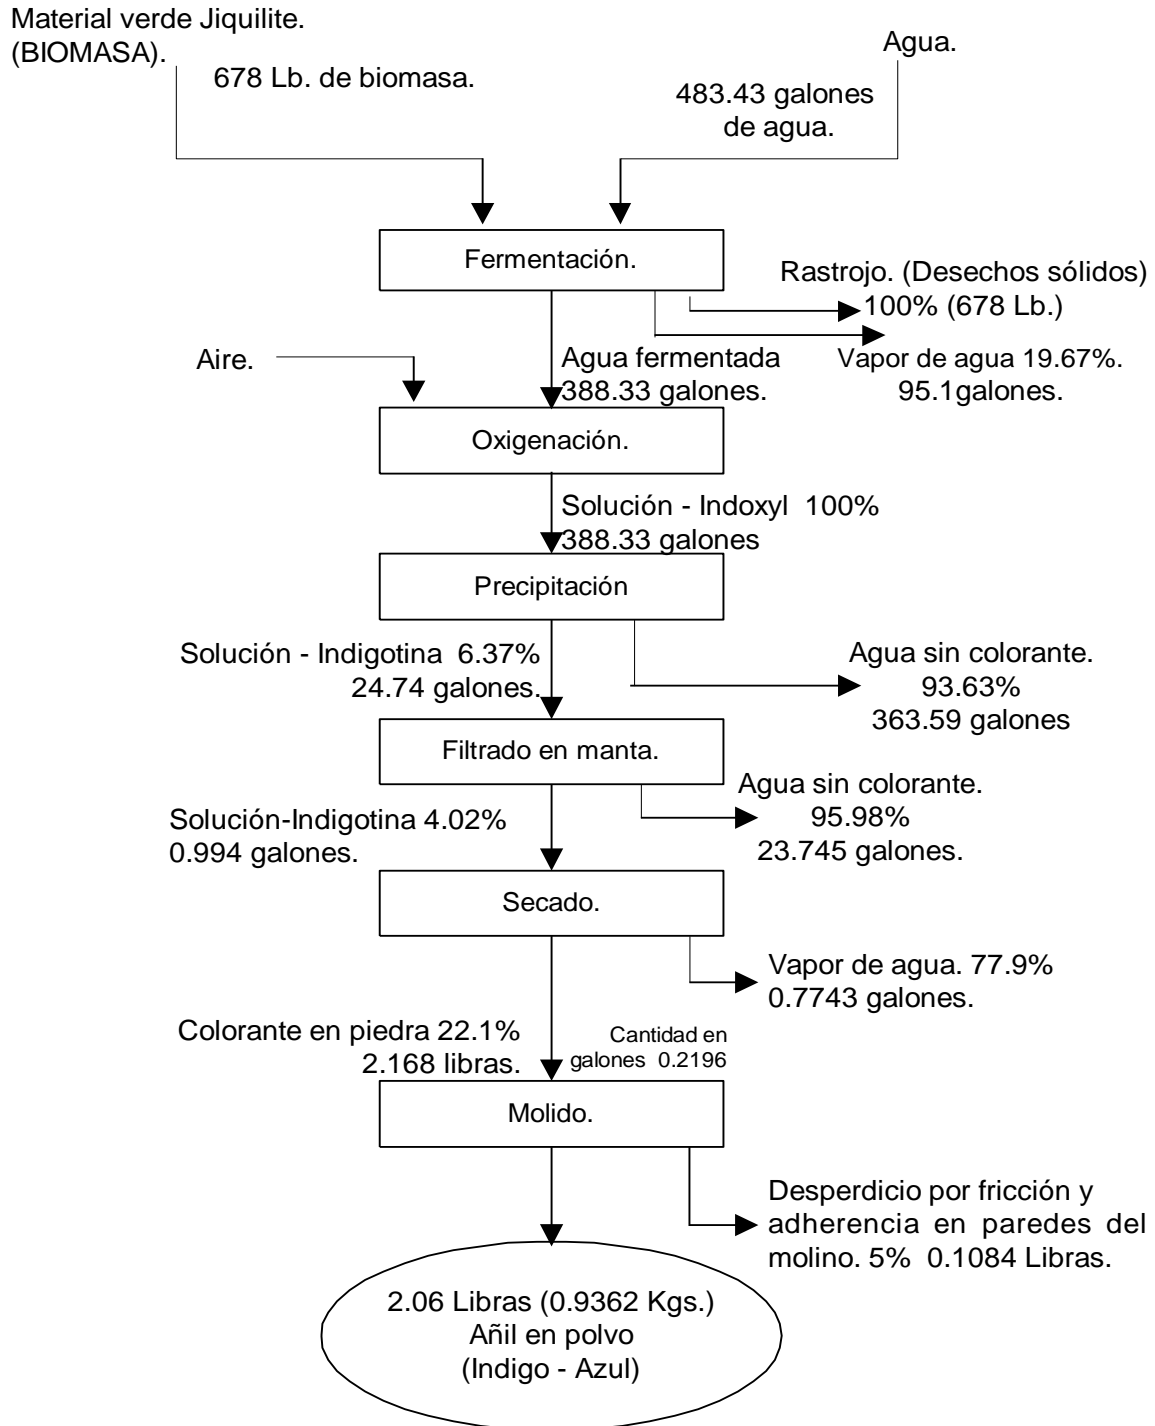 Material verde Jiquilite.
(BIOMASA).
678 Lb. de biomasa.
Agua.
483.43 galones
de agua.
Fermentación.
Rastrojo. (Desechos sólidos)
100% (678 Lb.)
Vapor de agua 19.67%.
95.1galones.
Aire.
Agua fermentada
388.33 galones.
Oxigenación.
Solución - Indoxyl 100%
388.33 galones
Precipitación
Solución - Indigotina 6.37%
24.74 galones.
Agua sin colorante.
93.63%
363.59 galones
Filtrado en manta.
Agua sin colorante.
95.98%
23.745 galones.
Solución-Indigotina 4.02%
0.994 galones.
Secado.
Vapor de agua. 77.9%
0.7743 galones.
Colorante en piedra 22.1%
2.168 libras.
Cantidad en
galones 0.2196
Molido.
Desperdicio por fricción y
adherencia en paredes del
molino. 5% 0.1084 Libras.
2.06 Libras (0.9362 Kgs.)
Añil en polvo
(Indigo - Azul)